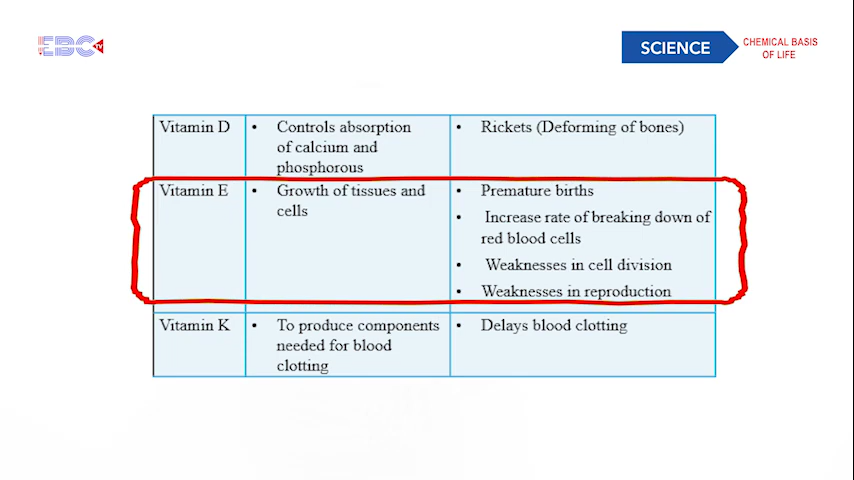 EBC TV
SCIENCE
CHEMICAL BASIS
OF LIFE
Vitamin D
• Controls absorption
of calcium and
phosphorous
• Rickets (Deforming of bones)
Vitamin E
• Growth of tissues and
cells
• Premature births
• Increase rate of breaking down of
red blood cells
• Weaknesses in cell division
• Weaknesses in reproduction
Vitamin K
• To produce components
needed for blood
clotting
• Delays blood clotting